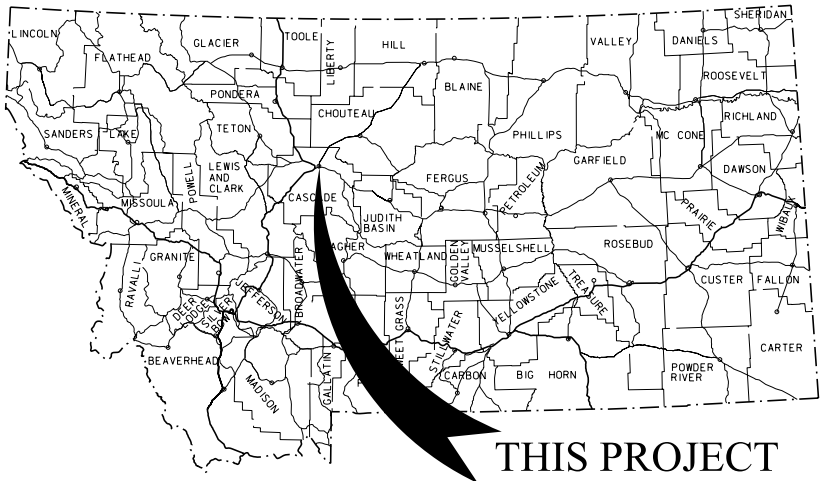 SHERIDAN
LINCOLN
TOOLE
GLACIER
LIBERTY
HILL
VALLEY
DANIELS
FLATHEAD
ROOSEVELT
BLAINE
PONDERA
CHOUTEAU
RICHLAND
TETON
SANDERS
LAKE
PHILLIPS
MC CONE
GARFIELD
LEWIS
AND
CLARK
DAWSON
POWELL
FERGUS
PETROLEUM
MINERAL
CASCADE
MISSOULA
PRAIRIE
WIBAUX
JUDITH
BASIN
AGHER
GRANITE
WHEATLAND
GOLDEN
VALLEY
MUSSELSHELL
ROSEBUD
BROADWATER
RAVALLI
CUSTER
FALLON
JEFFERSON
YELLOWSTONE
TREASURE
DEER
LODGE
SILVER
BOW
EET GRASS
STILLWATER
CARTER
BEAVERHEAD
GALLATIN
CARBON
BIG HORN
POWDER
RIVER
MADISON
THIS PROJECT